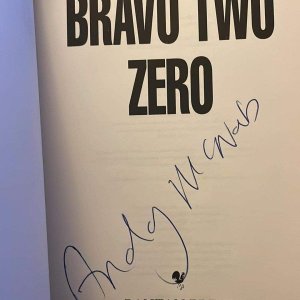 BRAVO TWO
ZERO
Andy McNab